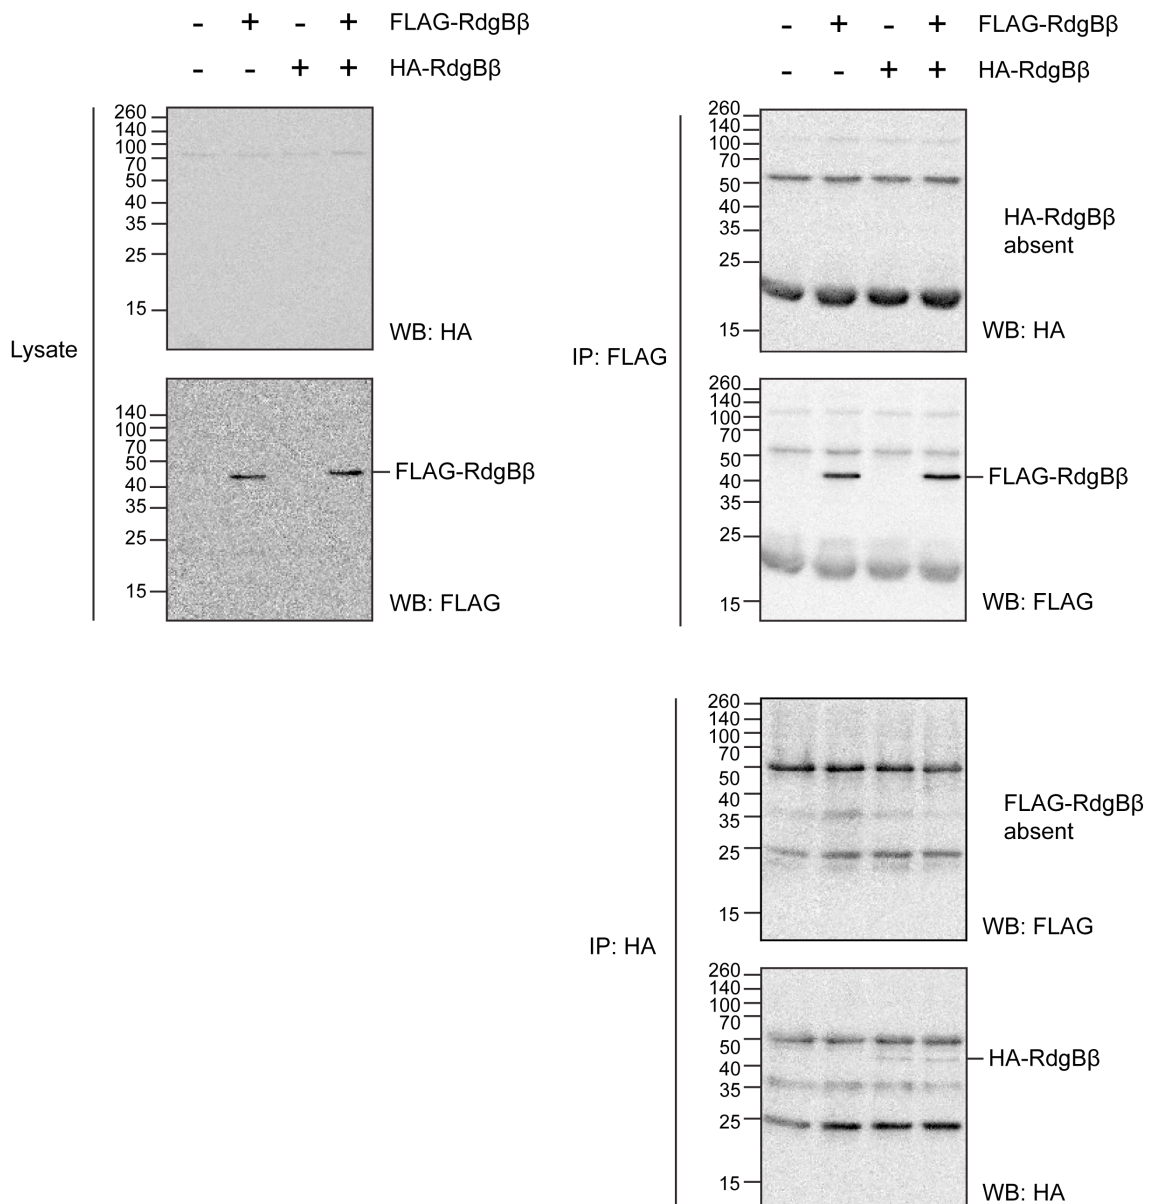 - + - + FLAG-RdgBβ
- - + + HA-RdgBβ
260
140
100
70
50
40
35
25
15
WB: HA
Lysate
140
100
70
50
40
35
25
15
FLAG-RdgBβ
WB: FLAG
- + - + FLAG-RdgBβ
- - + + HA-RdgBβ
260
140
100
70
50
40
35
25
15
HA-RdgBβ
absent
WB: HA
IP: FLAG
260
140
100
70
50
40
35
25
15
FLAG-RdgBβ
WB: FLAG
260
140
100
70
50
40
35
25
15
FLAG-RdgBβ
absent
WB: FLAG
IP: HA
260
140
100
70
50
40
35
25
15
HA-RdgBβ
WB: HA